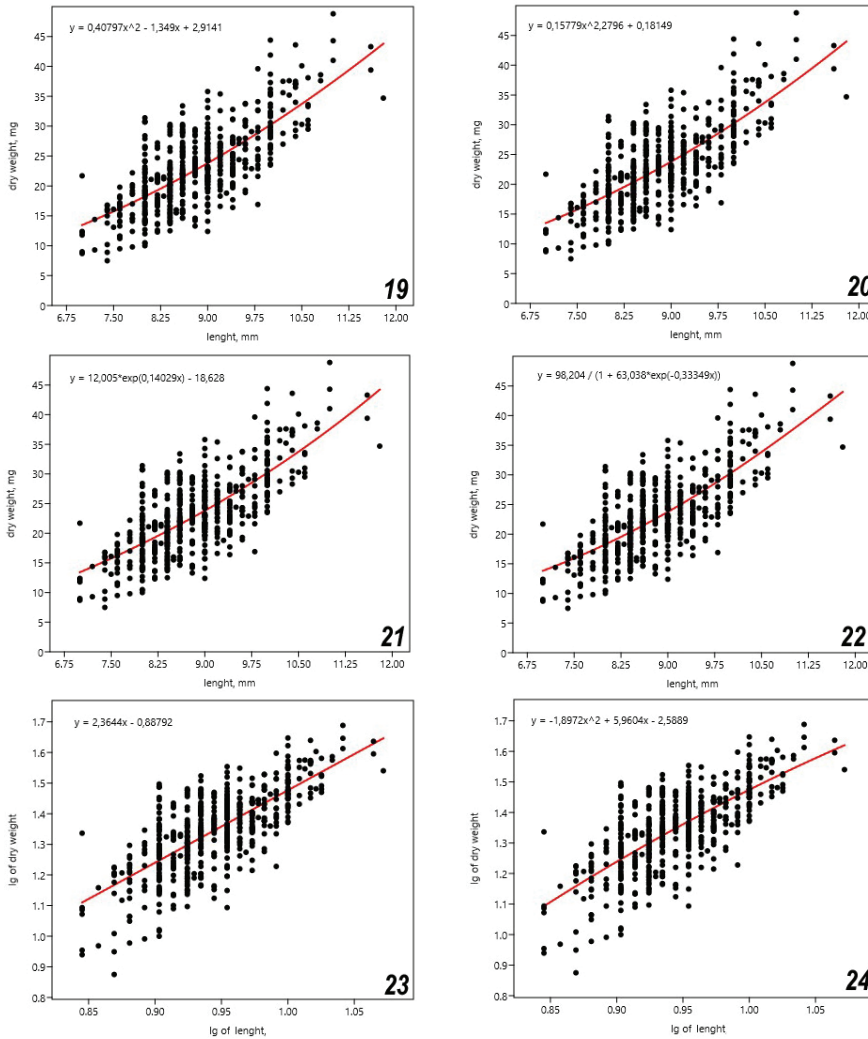 y = 0,40797x^2 - 1,349x + 2,9141
45
40
35
30
25
20
15
10
5
0
dry weight, mg
6.75 7.50 8.25 9.00 9.75 10.50 11.25 12.00
lenght, mm
19
y = 0,15779x^2,2796 + 0,18149
45
40
35
30
25
20
15
10
5
0
dry weight, mg
6.75 7.50 8.25 9.00 9.75 10.50 11.25 12.00
lenght, mm
20
y = 12,005*exp(0,14029x) - 18,628
45
40
35
30
25
20
15
10
5
0
dry weight, mg
6.75 7.50 8.25 9.00 9.75 10.50 11.25 12.00
lenght, mm
21
y = 98,204 / (1 + 63,038*exp(-0,33349x))
45
40
35
30
25
20
15
10
5
0
dry weight, mg
6.75 7.50 8.25 9.00 9.75 10.50 11.25 12.00
lenght, mm
22
y = 2,3644x - 0,88792
1.7
1.6
1.5
1.4
1.3
1.2
1.1
1.0
0.9
0.8
lg of dry weight
0.85 0.90 0.95 1.00 1.05
lg of lenght,
23
y = -1,8972x^2 + 5,9604x - 2,5889
1.7
1.6
1.5
1.4
1.3
1.2
1.1
1.0
0.9
0.8
lg of dry weight
0.85 0.90 0.95 1.00 1.05
lg of lenght
24